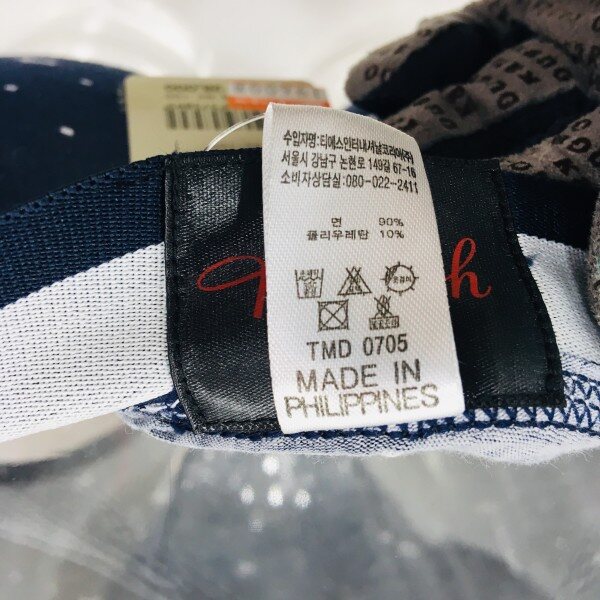 수입자명:티에스인터내셔날코리아(주)
서울시 강남구 논현로 149길 67-16
소비자상담실:080-022-2411
면 90%
폴리우레탄 10%
TMD 0705
MADE IN
PHILIPPINES